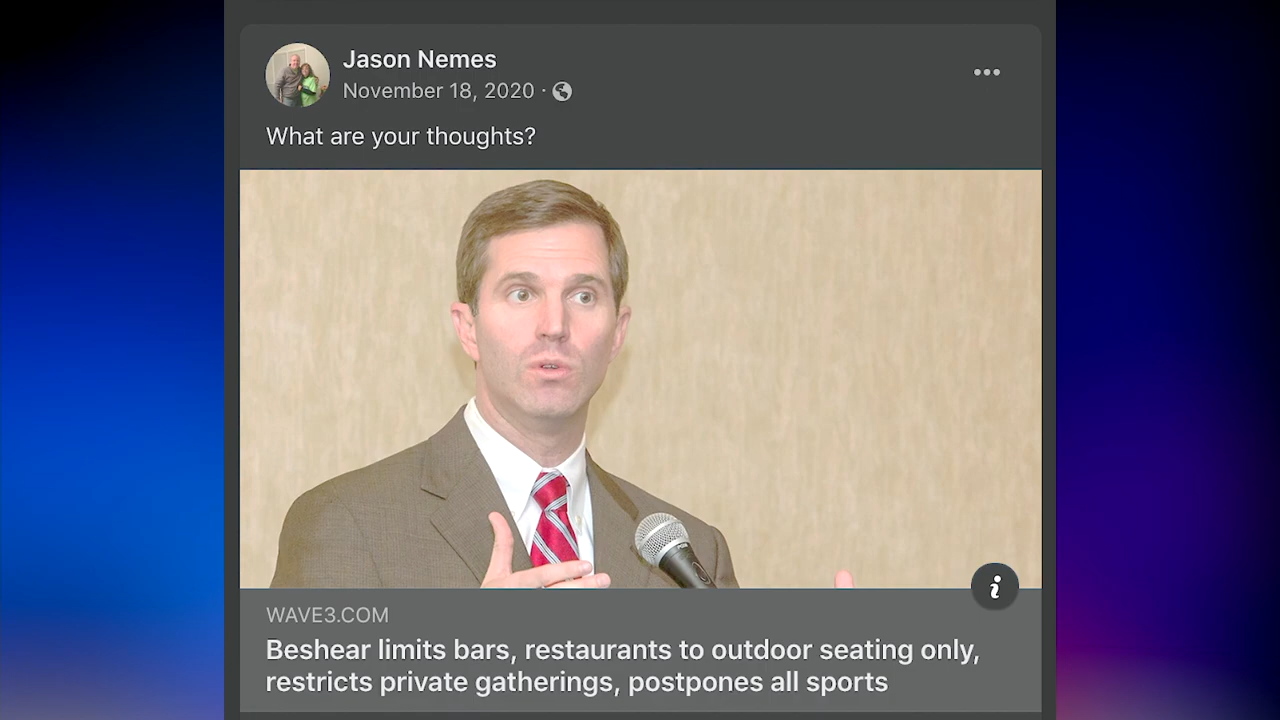 Jason Nemes
November 18, 2020 ·
What are your thoughts?
i
WAVE3.COM
Beshear limits bars, restaurants to outdoor seating only,
restricts private gatherings, postpones all sports